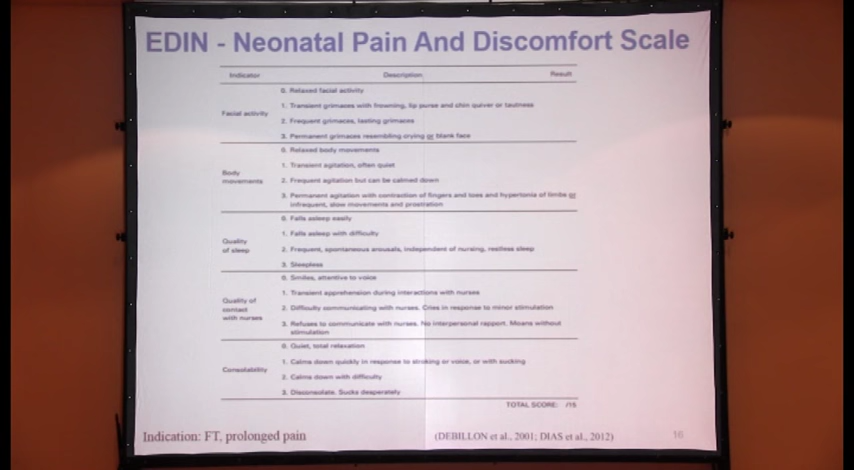 EDIN - Neonatal Pain And Discomfort Scale
Indicator Description Result
Facial activity
0. Relaxed facial activity
1. Transient grimaces with frowning, lip purse and chin quiver or tautness
2. Frequent grimaces, lasting grimaces
3. Permanent grimaces resembling crying or blank face
Body
movements
0. Relaxed body movements
1. Transient agitation, often quiet
2. Frequent agitation but can be calmed down
3. Permanent agitation with contraction of fingers and toes and hypertonia of limbs or
infrequent, slow movements and prostration
Quality
of sleep
0. Falls asleep easily
1. Falls asleep with difficulty
2. Frequent, spontaneous arousals, independent of nursing, restless sleep
3. Sleepless
Quality of
contact
with nurses
0. Smiles, attentive to voice
1. Transient apprehension during interactions with nurses
2. Difficulty communicating with nurses. Cries in response to minor stimulation
3. Refuses to communicate with nurses. No interpersonal rapport. Moans without
stimulation
Consolability
0. Quiet, total relaxation
1. Calms down quickly in response to stroking or voice, or with sucking
2. Calms down with difficulty
3. Disconsolate. Sucks desperately
TOTAL SCORE: /15
Indication: FT, prolonged pain
(DEBILLON et al., 2001; DIAS et al., 2012)
16